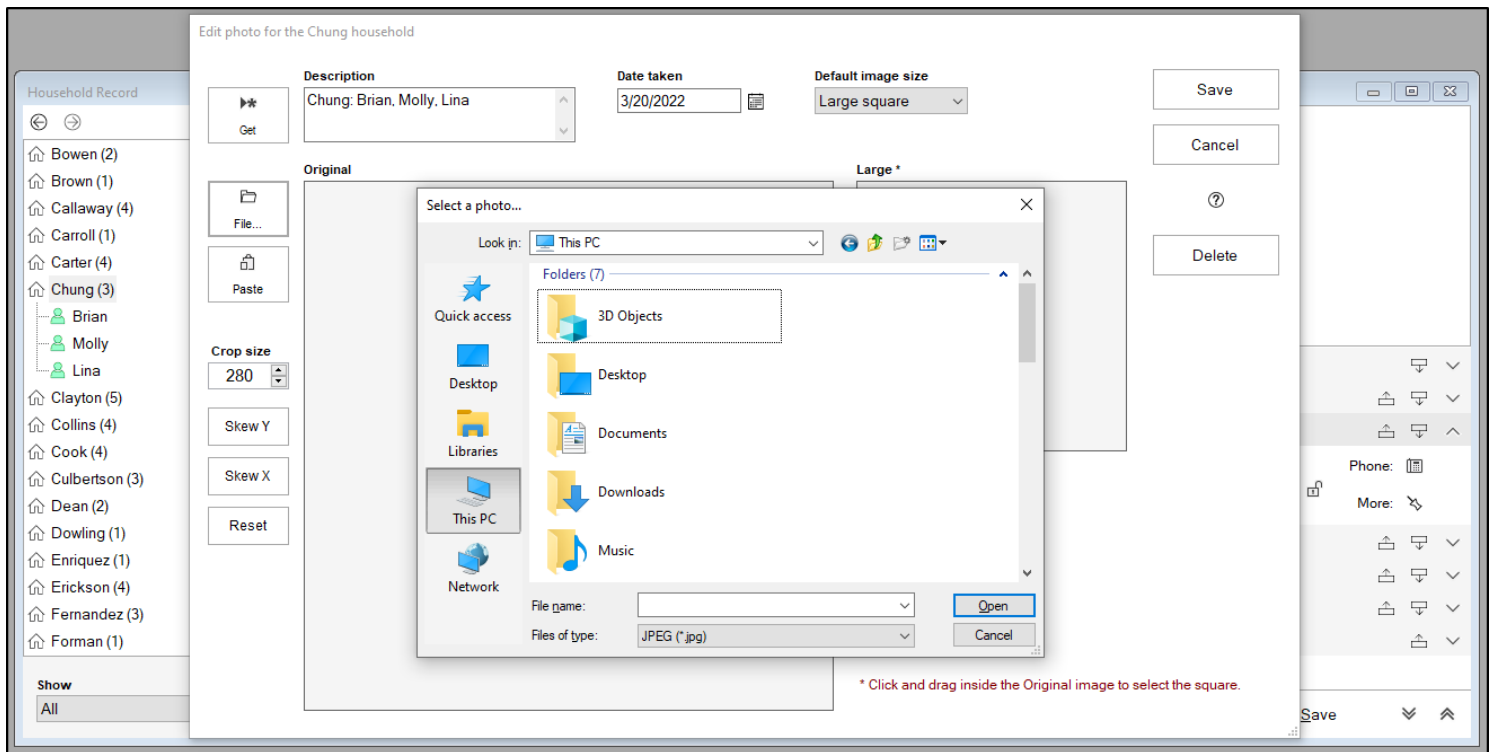 Edit photo for the Chung household
Household Record
Get
Description
Chung: Brian, Molly, Lina
Date taken
3/20/2022
Default image size
Large square
Save
Cancel
Delete
Bowen (2)
Brown (1)
Callaway (4)
Carroll (1)
Carter (4)
Chung (3)
Brian
Molly
Lina
Clayton (5)
Collins (4)
Cook (4)
Culbertson (3)
Dean (2)
Dowling (1)
Enriquez (1)
Erickson (4)
Fernandez (3)
Forman (1)
Show
All
File...
Paste
Crop size
280
Skew Y
Skew X
Reset
Original
Large *
Select a photo...
Look in:
This PC
Quick access
Desktop
Libraries
This PC
Network
Folders (7)
3D Objects
Desktop
Documents
Downloads
Music
File name:
Open
Files of type:
JPEG (*.jpg)
Cancel
* Click and drag inside the Original image to select the square.
Phone:
More:
Save